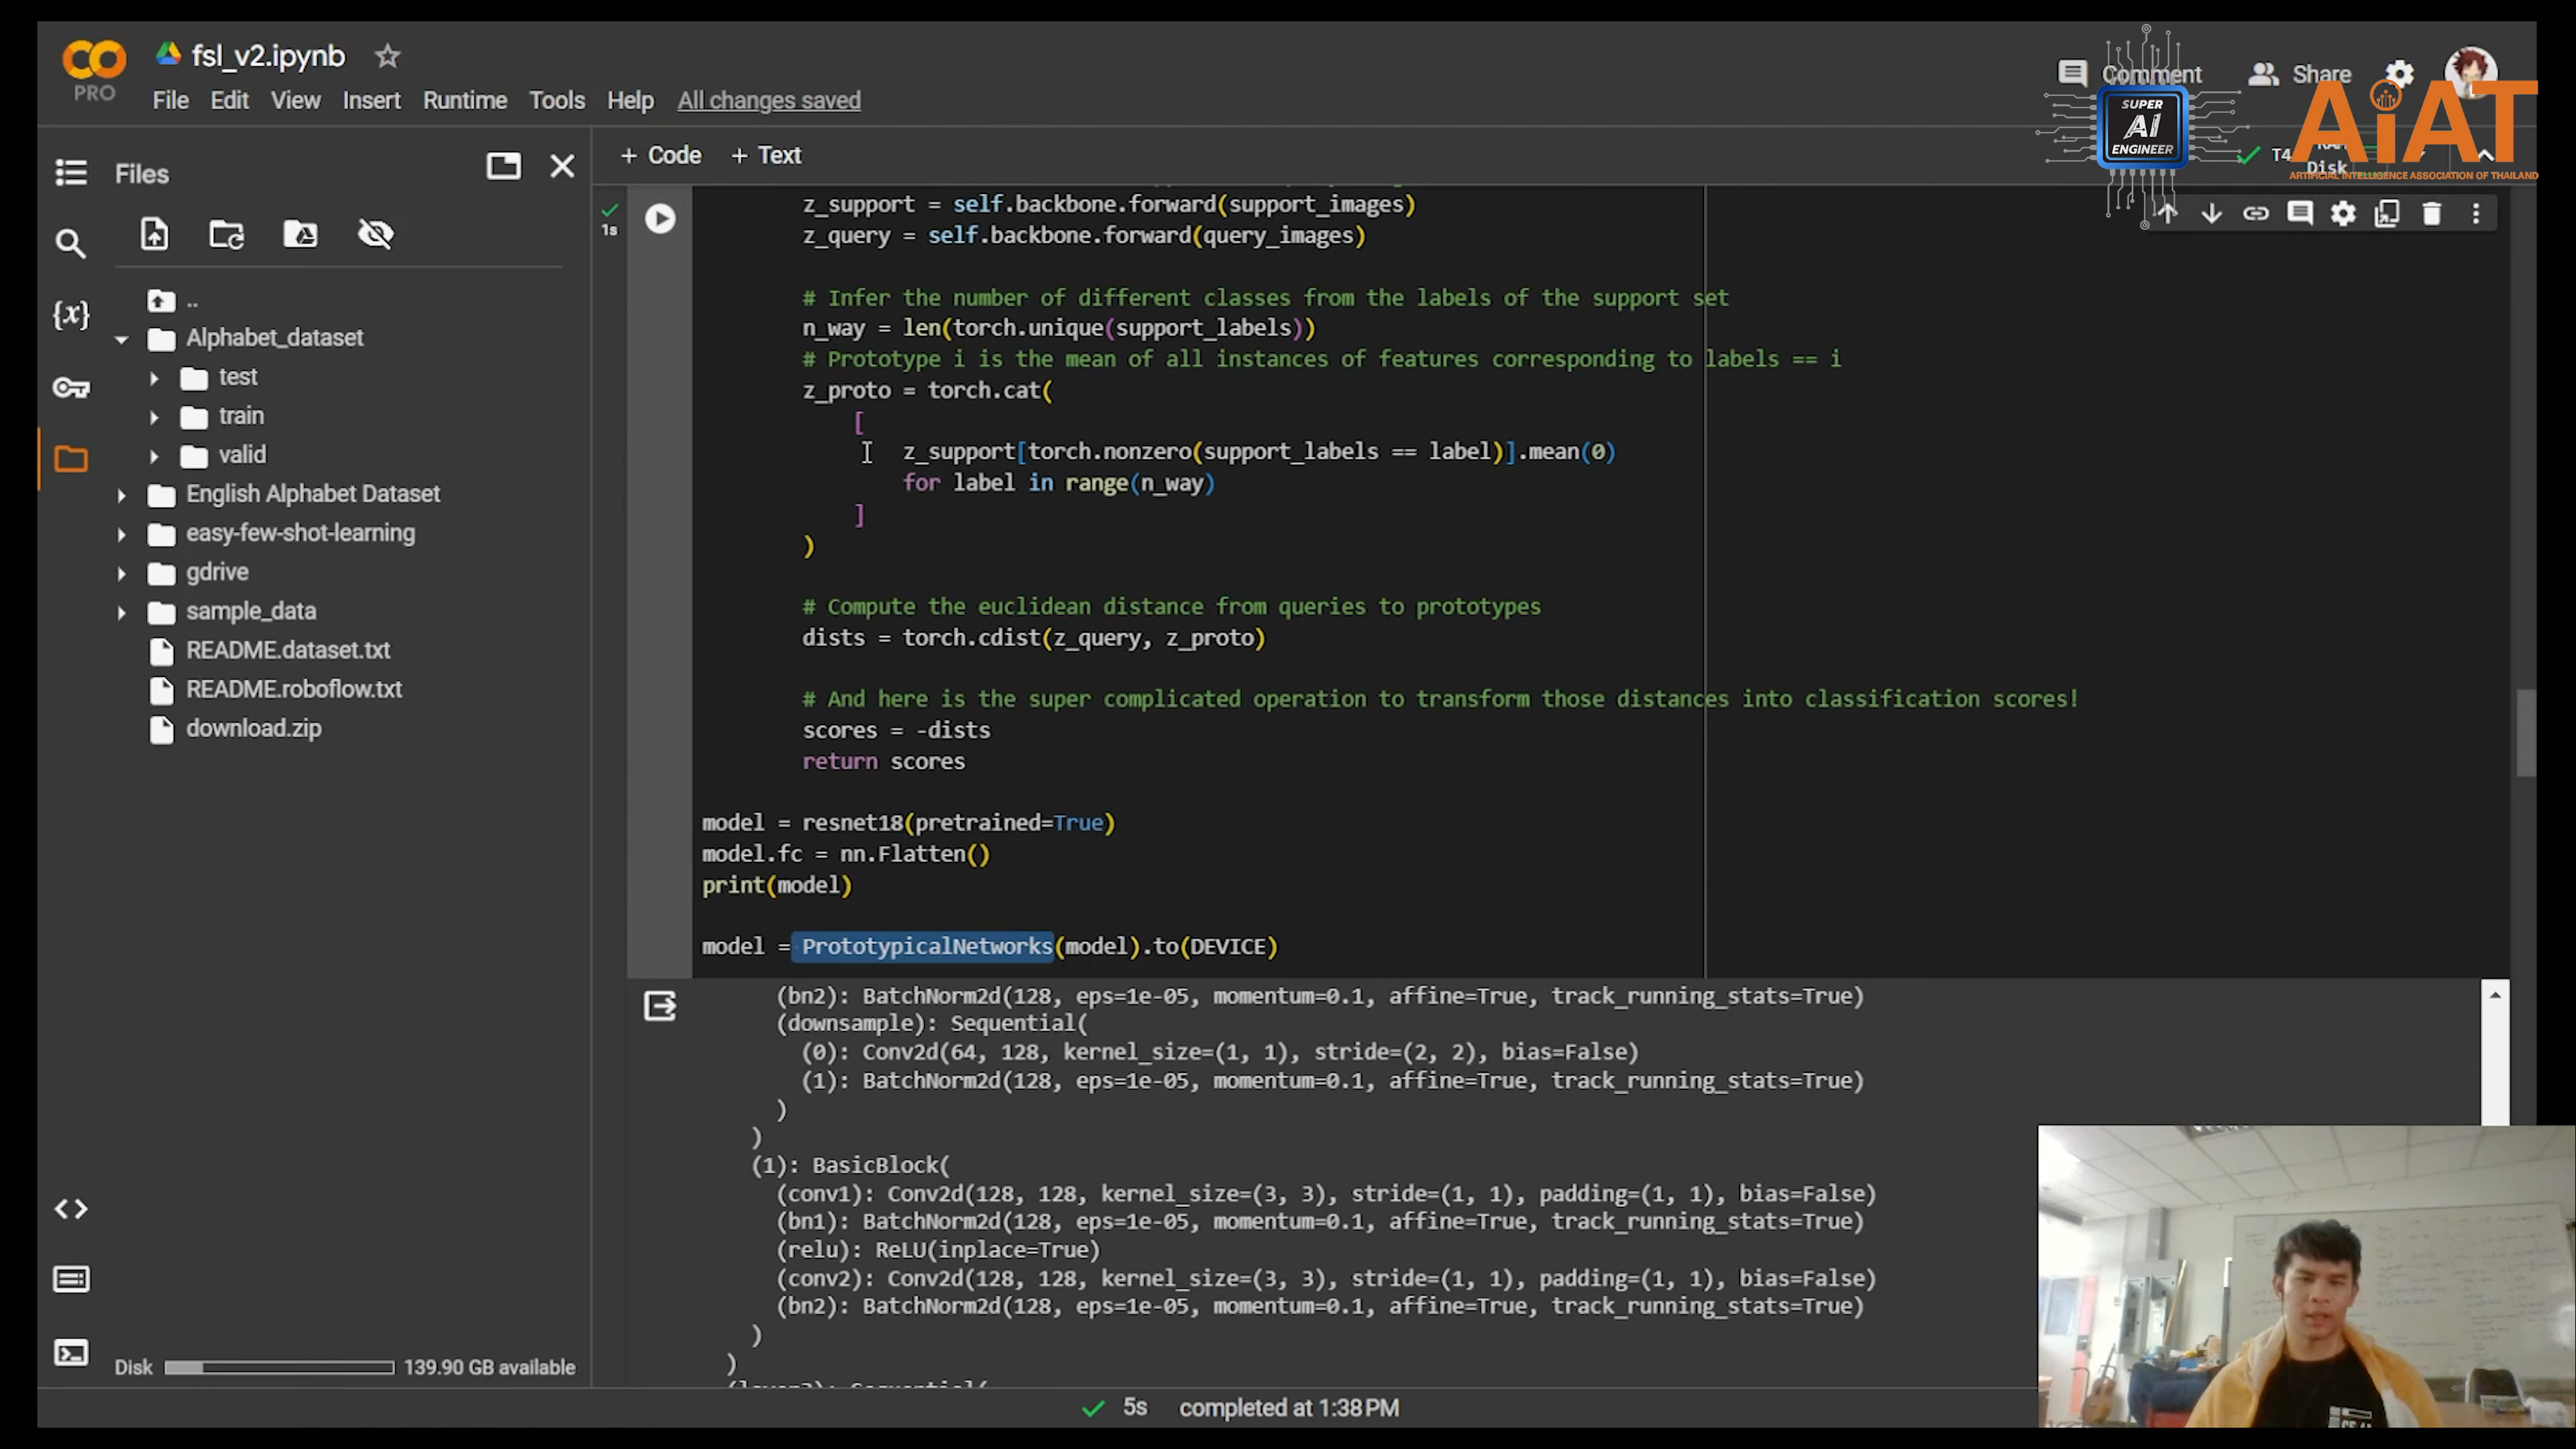 CO
PRO
fsl_v2.ipynb
File Edit View Insert Runtime Tools Help All changes saved
Comment Share
SUPER
AI
ENGINEER
AiAT
ARTIFICIAL INTELLIGENCE ASSOCIATION OF THAILAND
T4
Disk
Files
+ Code + Text
{x}
..
Alphabet_dataset
test
train
valid
English Alphabet Dataset
easy-few-shot-learning
gdrive
sample_data
README.dataset.txt
README.roboflow.txt
download.zip
Disk 139.90 GB available
1s
z_support = self.backbone.forward(support_images)
z_query = self.backbone.forward(query_images)
# Infer the number of different classes from the labels of the support set
n_way = len(torch.unique(support_labels))
# Prototype i is the mean of all instances of features corresponding to labels == i
z_proto = torch.cat(
[
z_support[torch.nonzero(support_labels == label)].mean(0)
for label in range(n_way)
]
)
# Compute the euclidean distance from queries to prototypes
dists = torch.cdist(z_query, z_proto)
# And here is the super complicated operation to transform those distances into classification scores!
scores = -dists
return scores
model = resnet18(pretrained=True)
model.fc = nn.Flatten()
print(model)
model = PrototypicalNetworks(model).to(DEVICE)
(bn2): BatchNorm2d(128, eps=1e-05, momentum=0.1, affine=True, track_running_stats=True)
(downsample): Sequential(
(0): Conv2d(64, 128, kernel_size=(1, 1), stride=(2, 2), bias=False)
(1): BatchNorm2d(128, eps=1e-05, momentum=0.1, affine=True, track_running_stats=True)
)
)
(1): BasicBlock(
(conv1): Conv2d(128, 128, kernel_size=(3, 3), stride=(1, 1), padding=(1, 1), bias=False)
(bn1): BatchNorm2d(128, eps=1e-05, momentum=0.1, affine=True, track_running_stats=True)
(relu): ReLU(inplace=True)
(conv2): Conv2d(128, 128, kernel_size=(3, 3), stride=(1, 1), padding=(1, 1), bias=False)
(bn2): BatchNorm2d(128, eps=1e-05, momentum=0.1, affine=True, track_running_stats=True)
)
)
5s completed at 1:38 PM